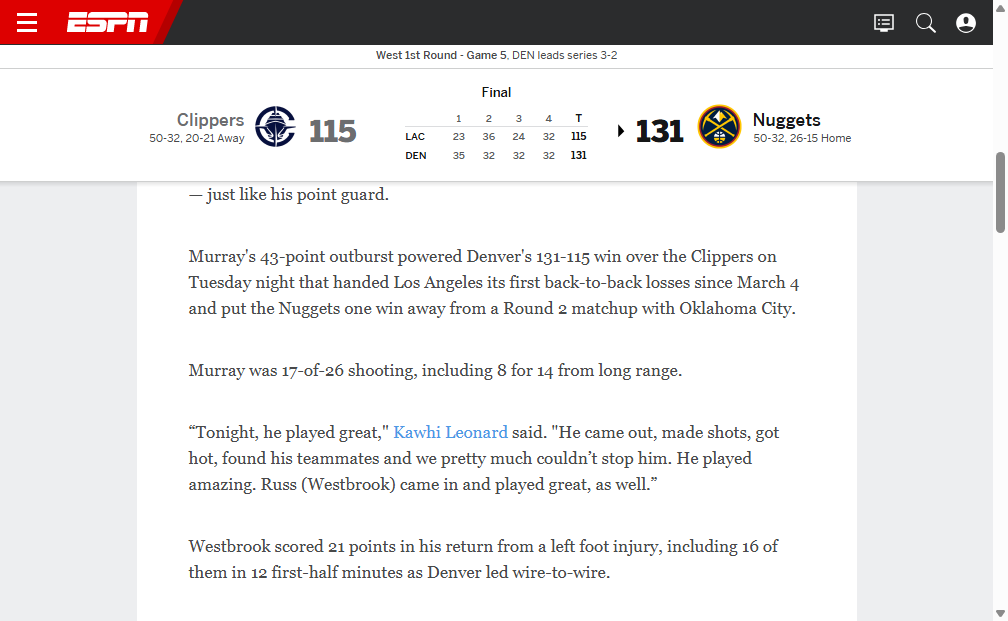 ESPN
West 1st Round - Game 5, DEN leads series 3-2
Final
Clippers
50-32, 20-21 Away
115
1 2 3 4 T
LAC 23 36 24 32 115
DEN 35 32 32 32 131
131
Nuggets
50-32, 26-15 Home
— just like his point guard.
Murray's 43-point outburst powered Denver's 131-115 win over the Clippers on
Tuesday night that handed Los Angeles its first back-to-back losses since March 4
and put the Nuggets one win away from a Round 2 matchup with Oklahoma City.
Murray was 17-of-26 shooting, including 8 for 14 from long range.
“Tonight, he played great," Kawhi Leonard said. "He came out, made shots, got
hot, found his teammates and we pretty much couldn’t stop him. He played
amazing. Russ (Westbrook) came in and played great, as well.”
Westbrook scored 21 points in his return from a left foot injury, including 16 of
them in 12 first-half minutes as Denver led wire-to-wire.